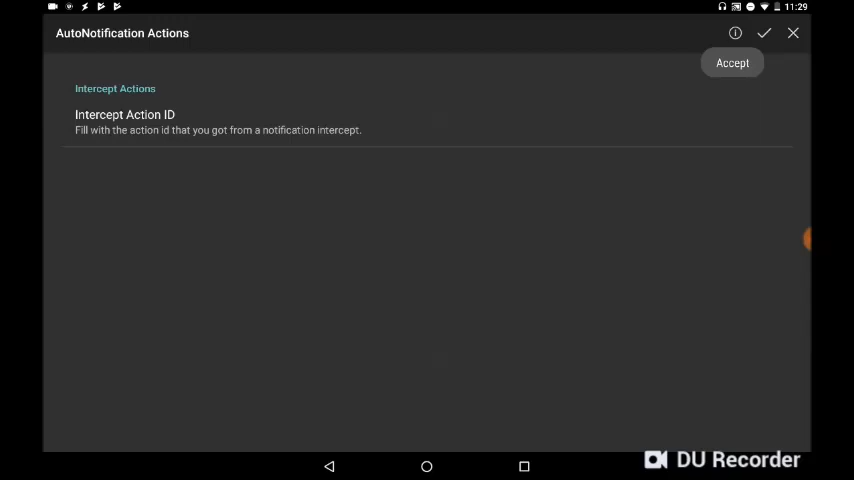 11:29
AutoNotification Actions
Accept
Intercept Actions
Intercept Action ID
Fill with the action id that you got from a notification intercept.
DU Recorder